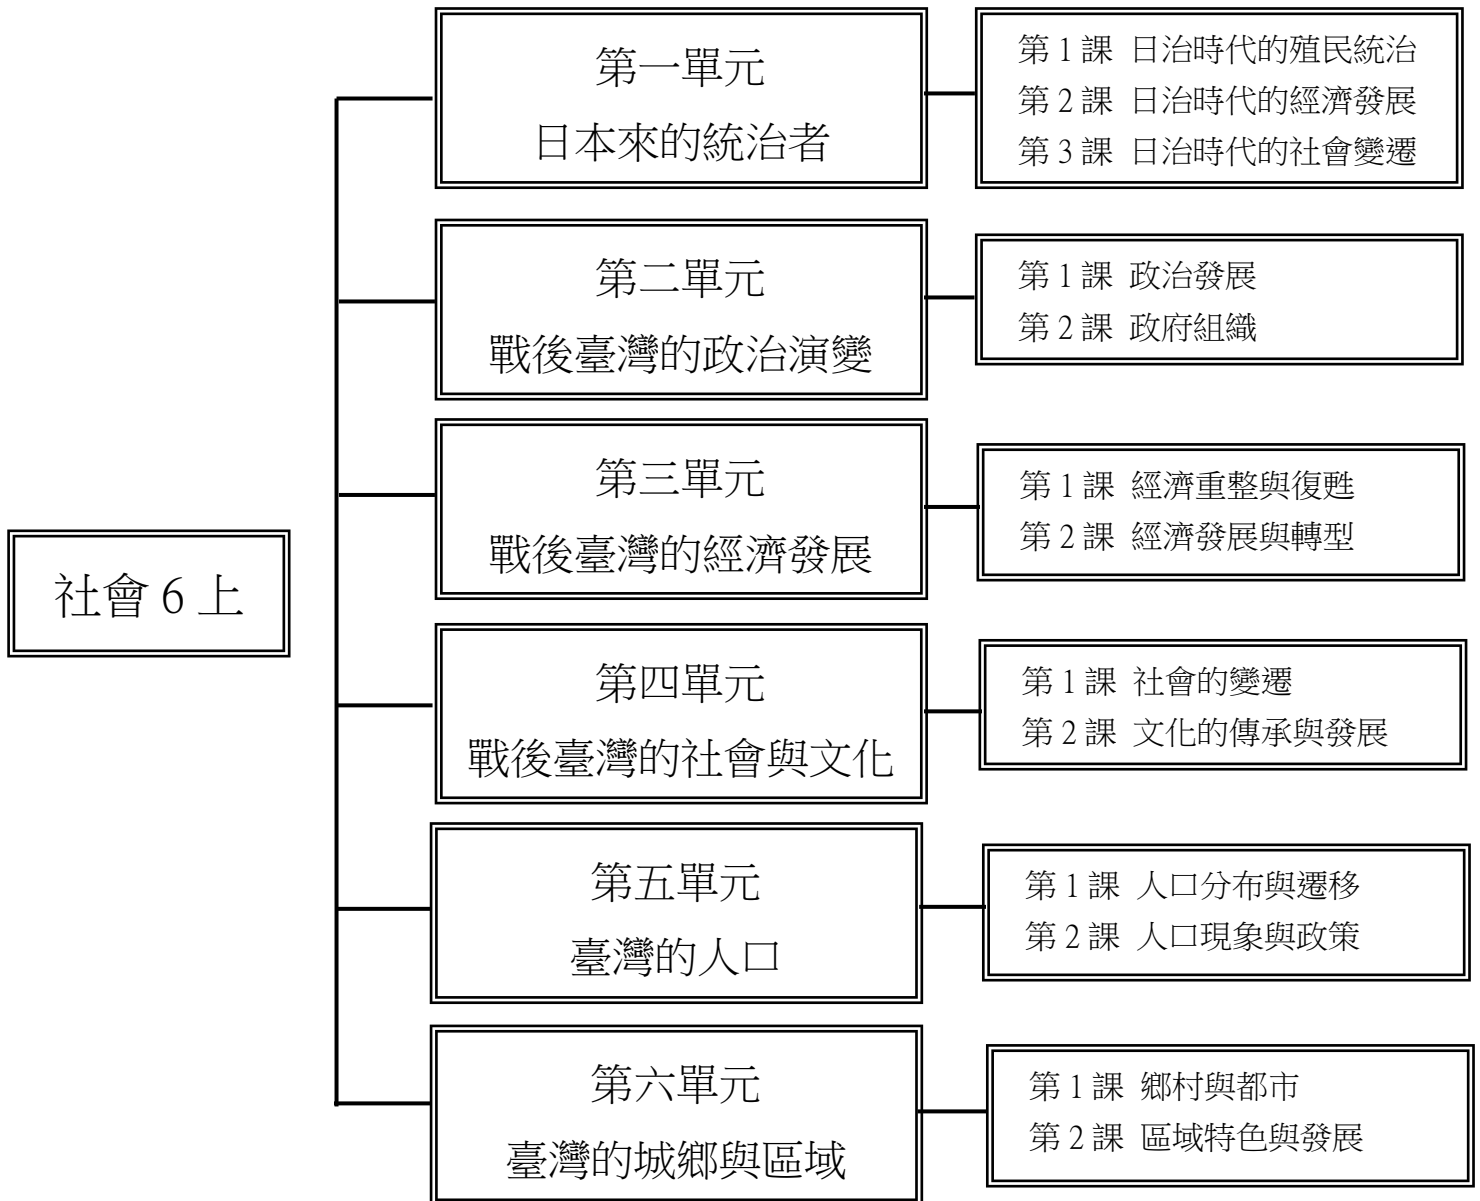 第一單元
日本來的統治者
第1課 日治時代的殖民統治
第2課 日治時代的經濟發展
第3課 日治時代的社會變遷
第二單元
戰後臺灣的政治演變
第1課 政治發展
第2課 政府組織
第三單元
戰後臺灣的經濟發展
第1課 經濟重整與復甦
第2課 經濟發展與轉型
社會6上
第四單元
戰後臺灣的社會與文化
第1課 社會的變遷
第2課 文化的傳承與發展
第五單元
臺灣的人口
第1課 人口分布與遷移
第2課 人口現象與政策
第六單元
臺灣的城鄉與區域
第1課 鄉村與都市
第2課 區域特色與發展